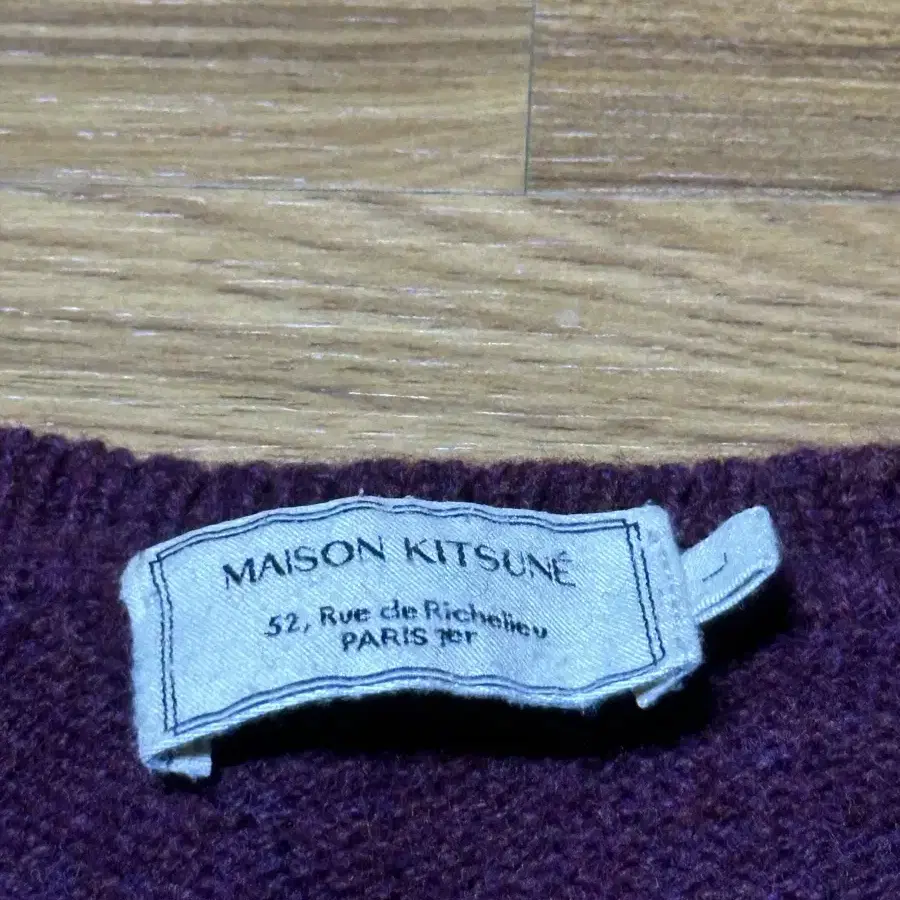 MAISON KITSUNÉ
52, Rue de Richelieu
PARIS 1er
L